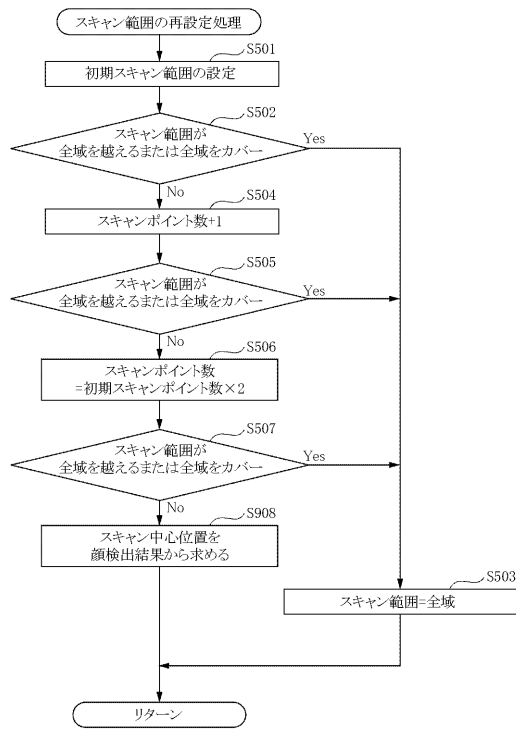 スキャン範囲の再設定処理
S501
初期スキャン範囲の設定
S502
スキャン範囲が
全域を越えるまたは全域をカバー
Yes
No
S504
スキャンポイント数+1
S505
スキャン範囲が
全域を越えるまたは全域をカバー
Yes
No
S506
スキャンポイント数
=初期スキャンポイント数×2
S507
スキャン範囲が
全域を越えるまたは全域をカバー
Yes
No
S908
スキャン中心位置を
顔検出結果から求める
S503
スキャン範囲=全域
リターン